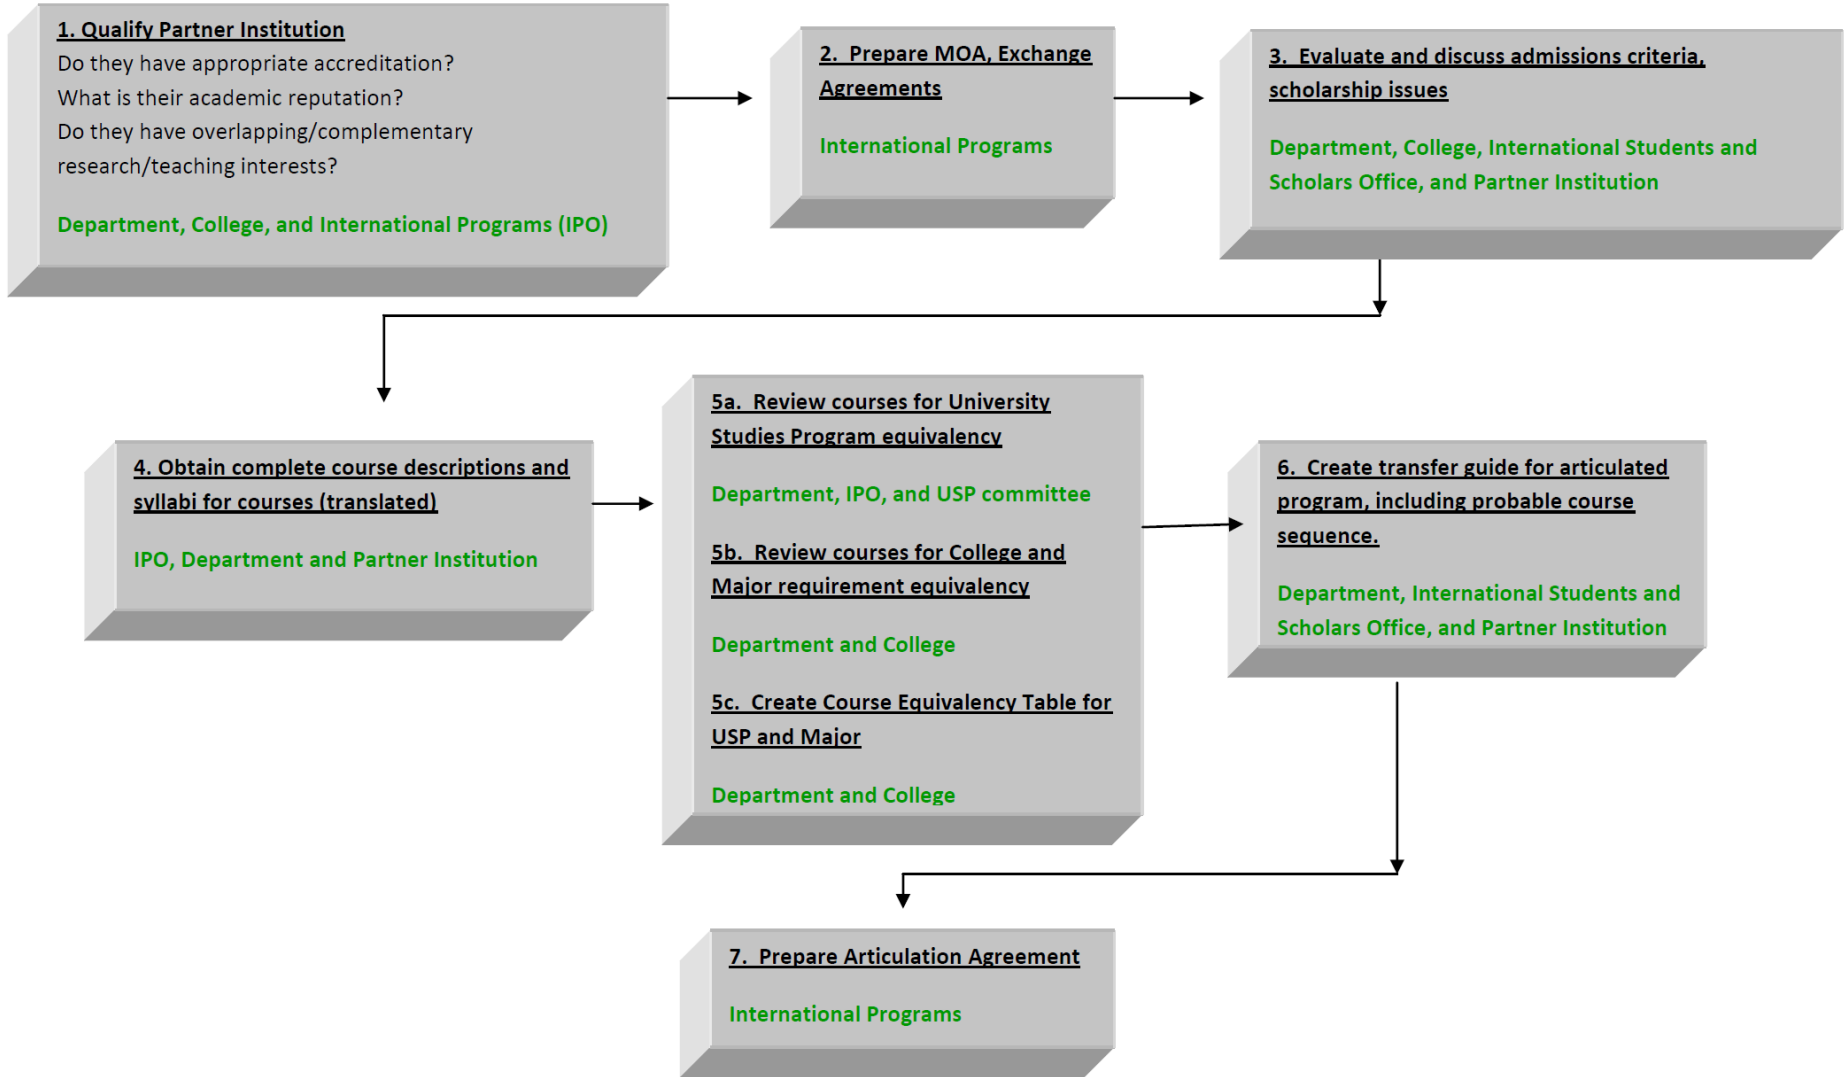 1. Qualify Partner Institution
Do they have appropriate accreditation?
What is their academic reputation?
Do they have overlapping/complementary
research/teaching interests?
Department, College, and International Programs (IPO)
2.  Prepare MOA, Exchange
Agreements
International Programs
3.  Evaluate and discuss admissions criteria,
scholarship issues
Department, College, International Students and
Scholars Office, and Partner Institution
4. Obtain complete course descriptions and
syllabi for courses (translated)
IPO, Department and Partner Institution
5a.  Review courses for University
Studies Program equivalency
Department, IPO, and USP committee
5b.  Review courses for College and
Major requirement equivalency
Department and College
5c.  Create Course Equivalency Table for
USP and Major
Department and College
6.  Create transfer guide for articulated
program, including probable course
sequence.
Department, International Students and
Scholars Office, and Partner Institution
7.  Prepare Articulation Agreement
International Programs